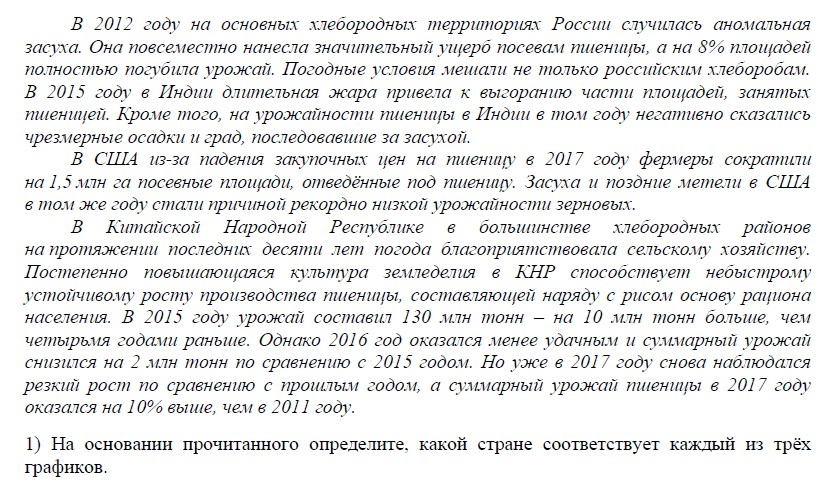 В 2012 году на основных хлебородных территориях России случилась аномальная
засуха. Она повсеместно нанесла значительный ущерб посевам пшеницы, а на 8% площадей
полностью погубила урожай. Погодные условия мешали не только российским хлеборобам.
В 2015 году в Индии длительная жара привела к выгоранию части площадей, занятых
пшеницей. Кроме того, на урожайности пшеницы в Индии в том году негативно сказались
чрезмерные осадки и град, последовавшие за засухой.
В США из-за падения закупочных цен на пшеницу в 2017 году фермеры сократили
на 1,5 млн га посевные площади, отведённые под пшеницу. Засуха и поздние метели в США
в том же году стали причиной рекордно низкой урожайности зерновых.
В Китайской Народной Республике в большинстве хлебородных районов
на протяжении последних десяти лет погода благоприятствовала сельскому хозяйству.
Постепенно повышающаяся культура земледелия в КНР способствует небыстрому
устойчивому росту производства пшеницы, составляющей наряду с рисом основу рациона
населения. В 2015 году урожай составил 130 млн тонн – на 10 млн тонн больше, чем
четырьмя годами раньше. Однако 2016 год оказался менее удачным и суммарный урожай
снизился на 2 млн тонн по сравнению с 2015 годом. Но уже в 2017 году снова наблюдался
резкий рост по сравнению с прошлым годом, а суммарный урожай пшеницы в 2017 году
оказался на 10% выше, чем в 2011 году.
1) На основании прочитанного определите, какой стране соответствует каждый из трёх
графиков.